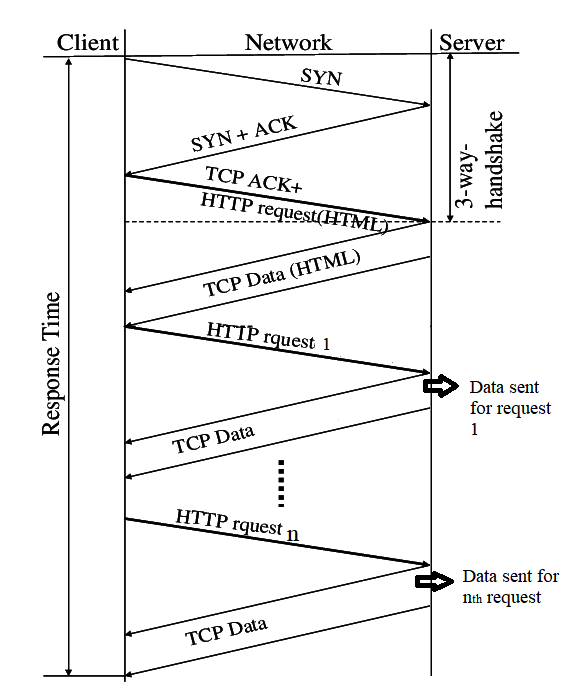 Client Network Server
SYN
SYN + ACK
TCP ACK+
HTTP request(HTML)
3-way-
handshake
TCP Data (HTML)
Response Time
HTTP rquest 1
Data sent
for request
1
TCP Data
HTTP rquest n
Data sent for
nth request
TCP Data